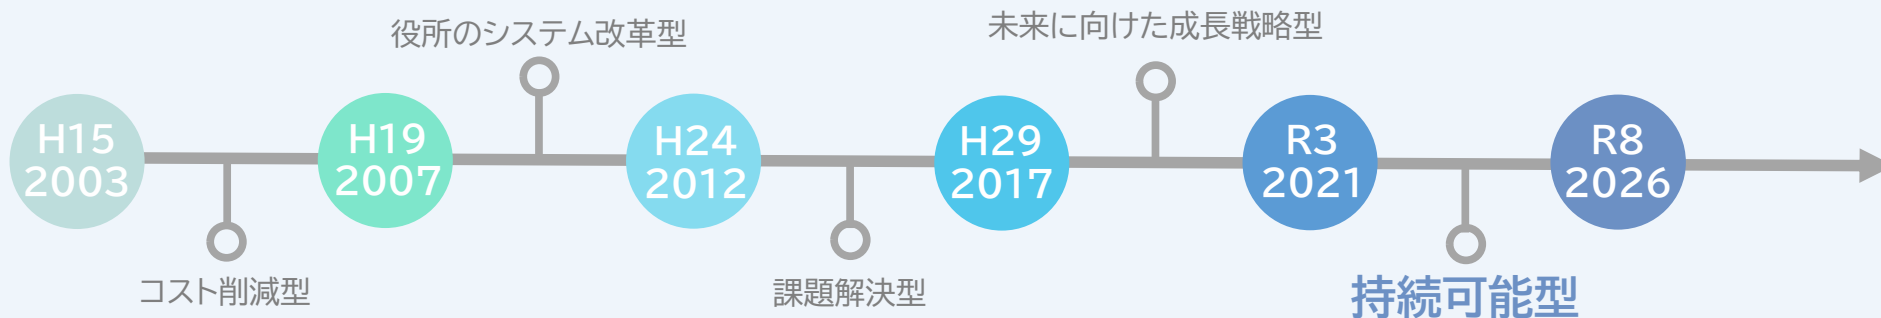 役所のシステム改革型
未来に向けた成長戦略型
H15
2003
H19
2007
H24
2012
H29
2017
R3
2021
R8
2026
コスト削減型
課題解決型
持続可能型